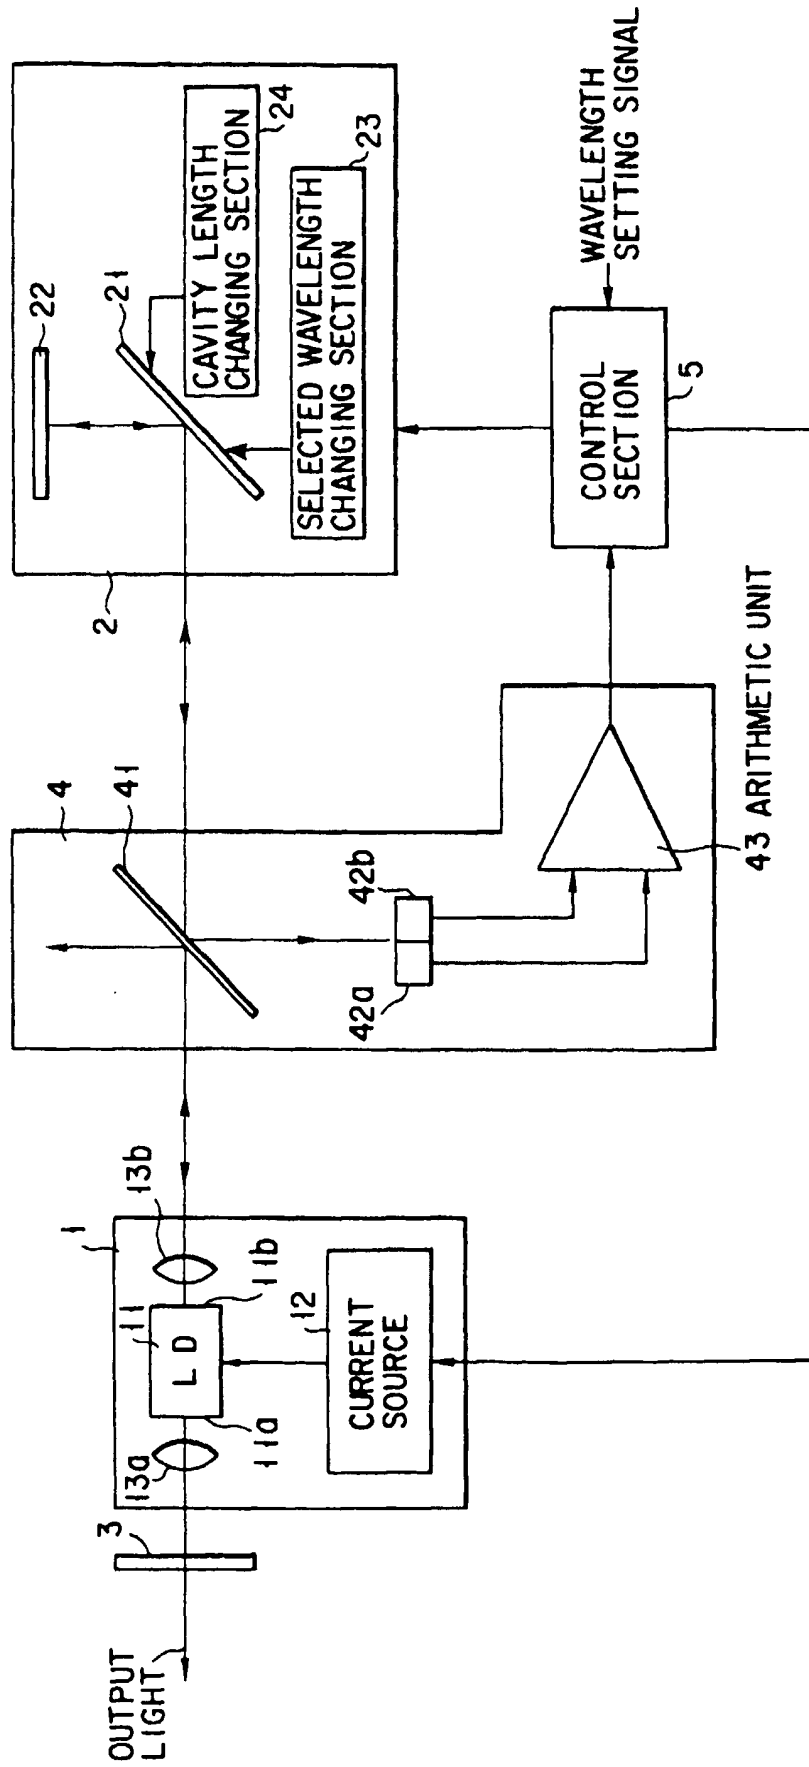 OUTPUT
LIGHT
3
1
13a
11
LD
11a
11b
13b
12
CURRENT
SOURCE
4
41
42a
42b
43 ARITHMETIC UNIT
2
22
21
CAVITY LENGTH
CHANGING SECTION
24
SELECTED WAVELENGTH
CHANGING SECTION
23
CONTROL
SECTION
5
WAVELENGTH
SETTING SIGNAL